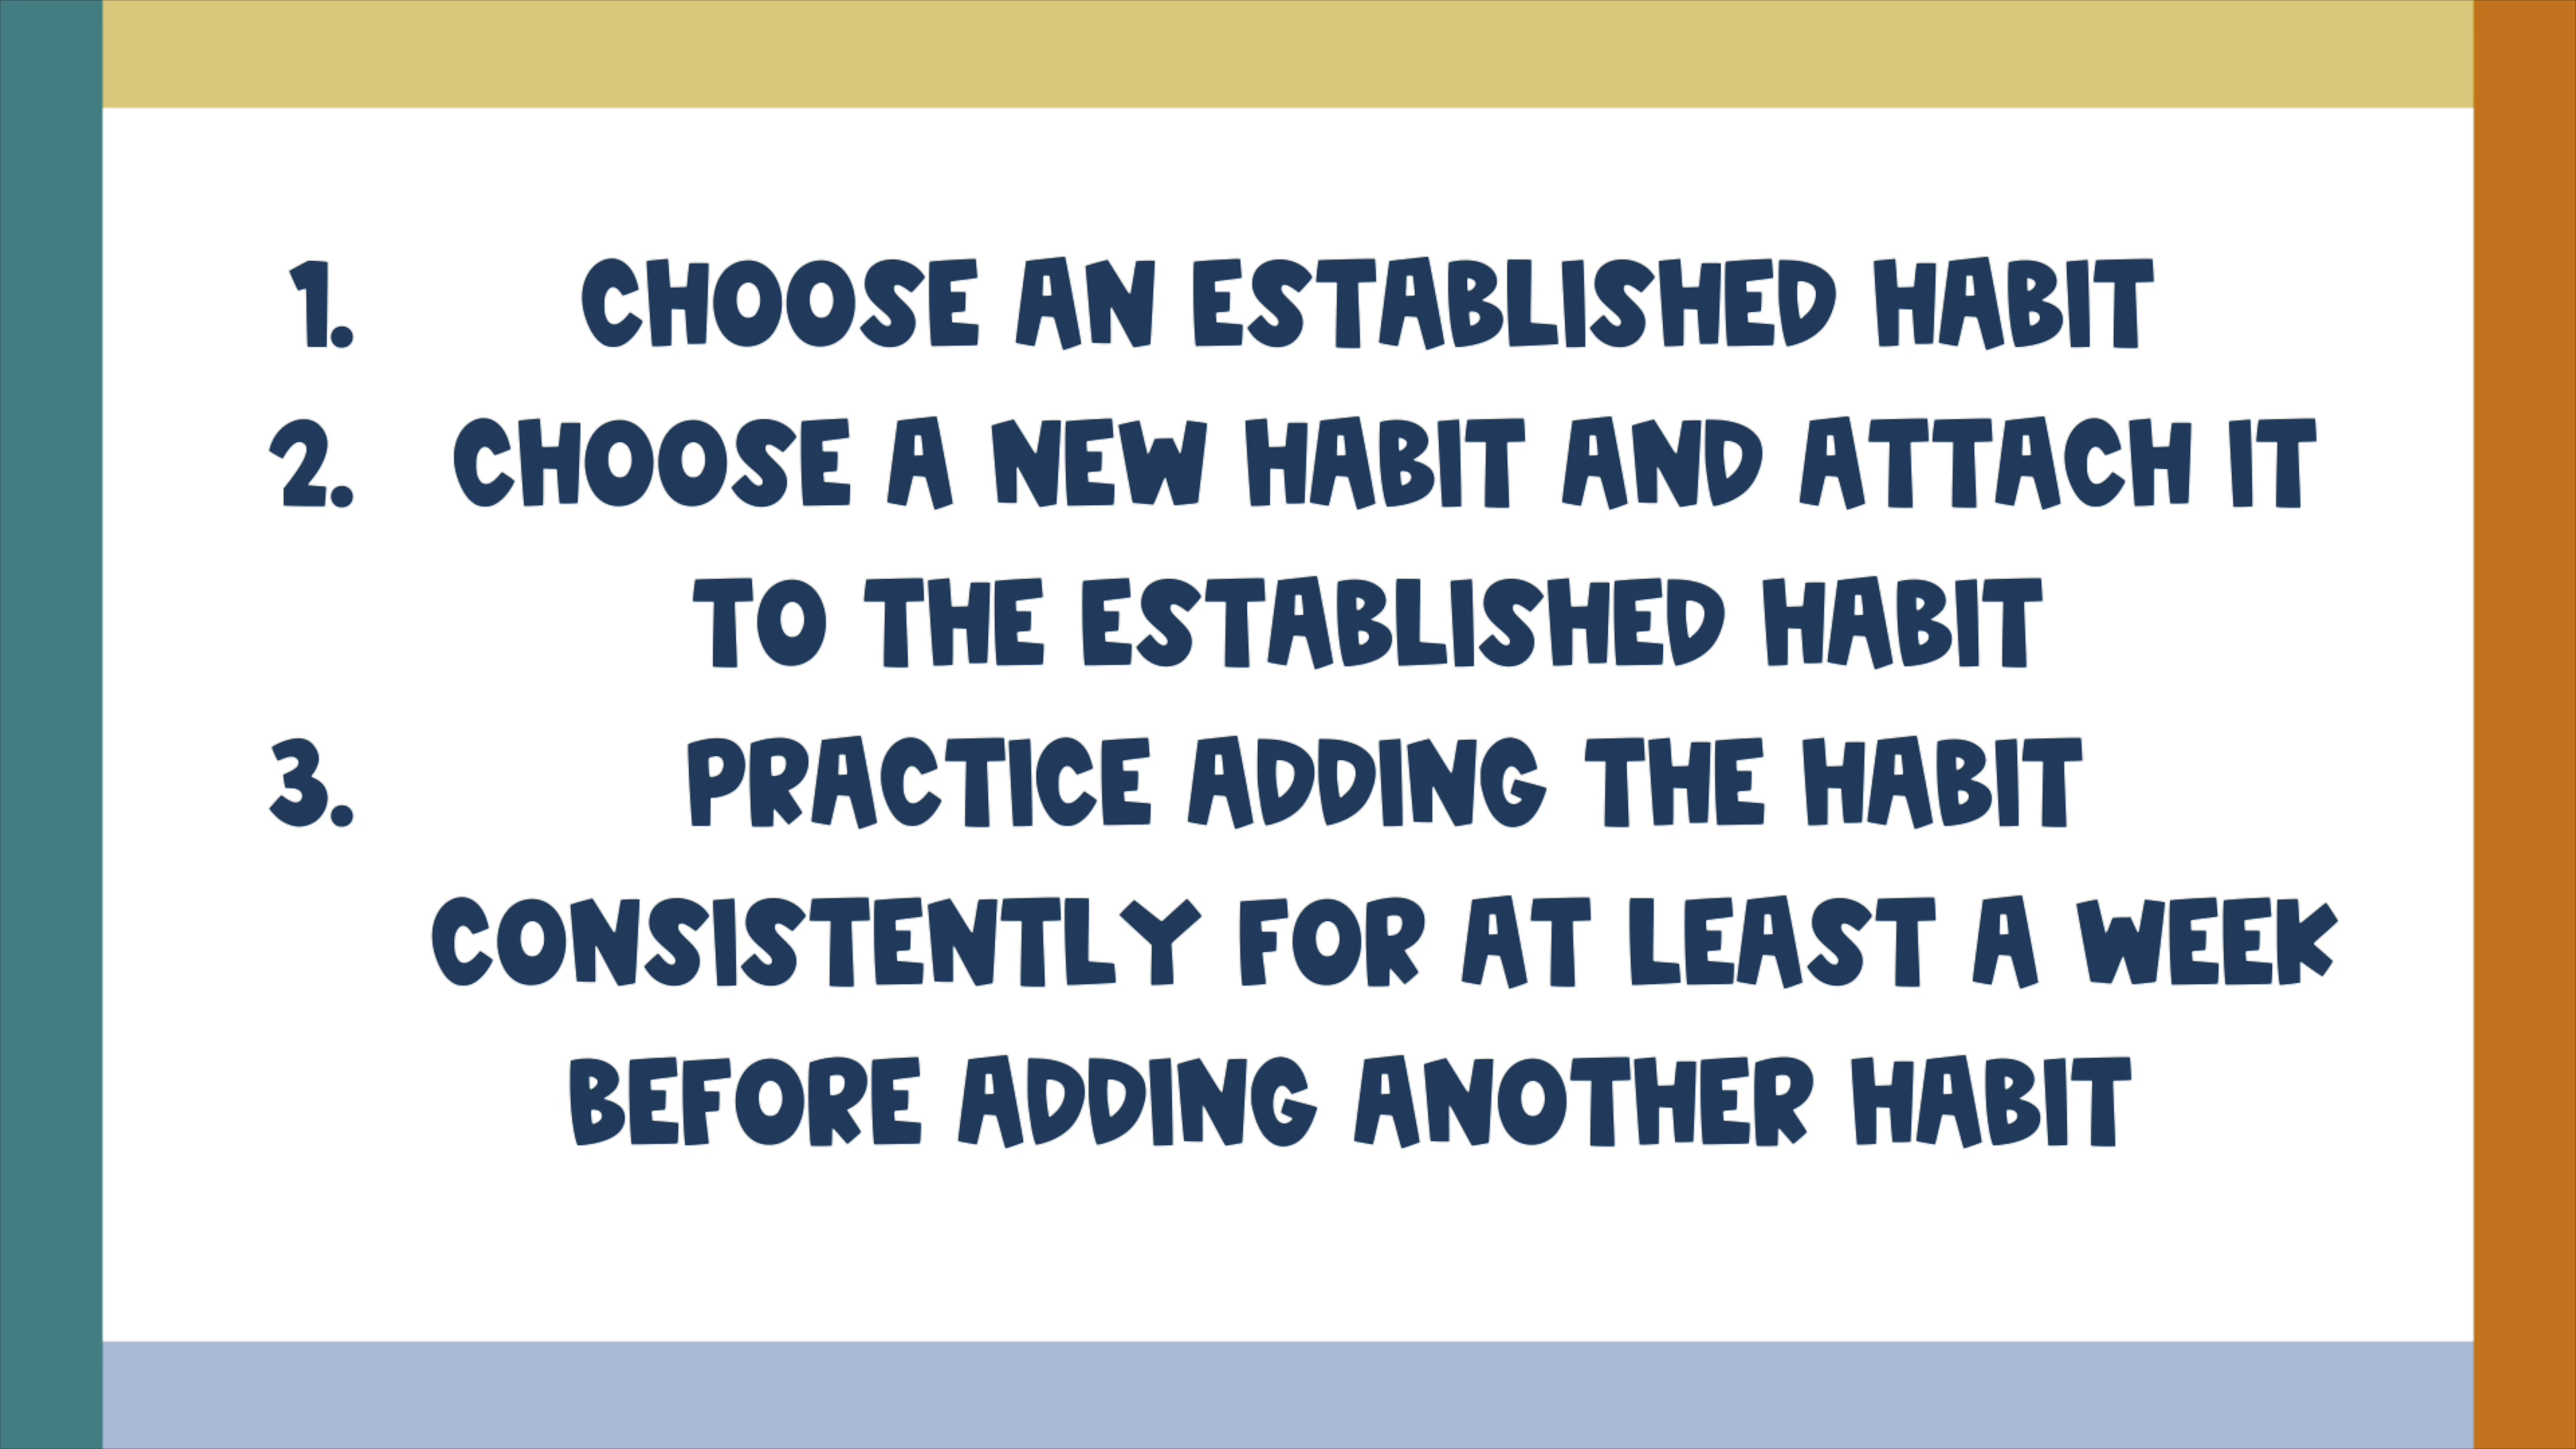 1. CHOOSE AN ESTABLISHED HABIT
2. CHOOSE A NEW HABIT AND ATTACH IT
TO THE ESTABLISHED HABIT
3. PRACTICE ADDING THE HABIT
CONSISTENTLY FOR AT LEAST A WEEK
BEFORE ADDING ANOTHER HABIT